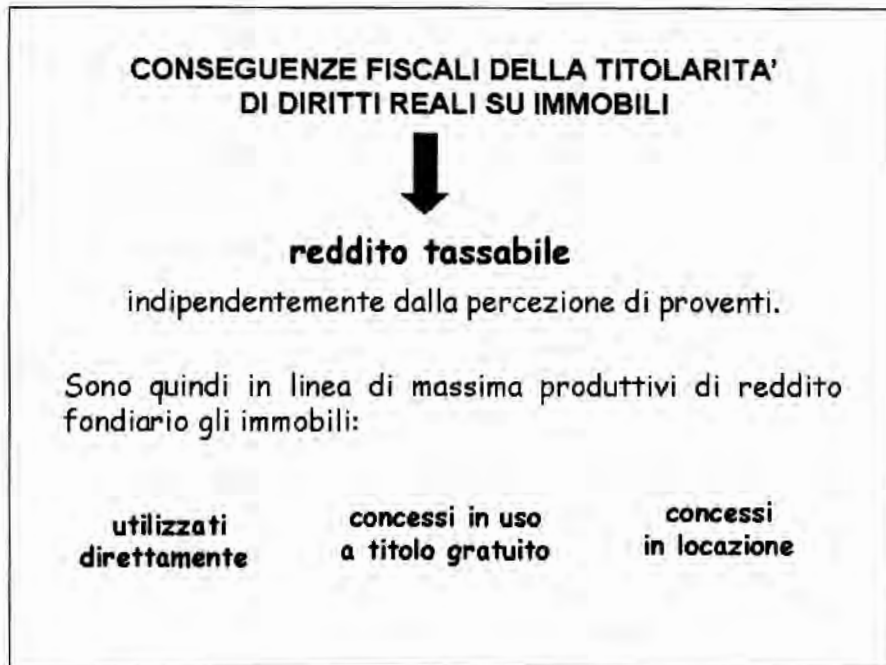 CONSEGUENZE FISCALI DELLA TITOLARITA'
DI DIRITTI REALI SU IMMOBILI
reddito tassabile
indipendentemente dalla percezione di proventi.
Sono quindi in linea di massima produttivi di reddito
fondiario gli immobili:
utilizzati
direttamente
concessi in uso
a titolo gratuito
concessi
in locazione